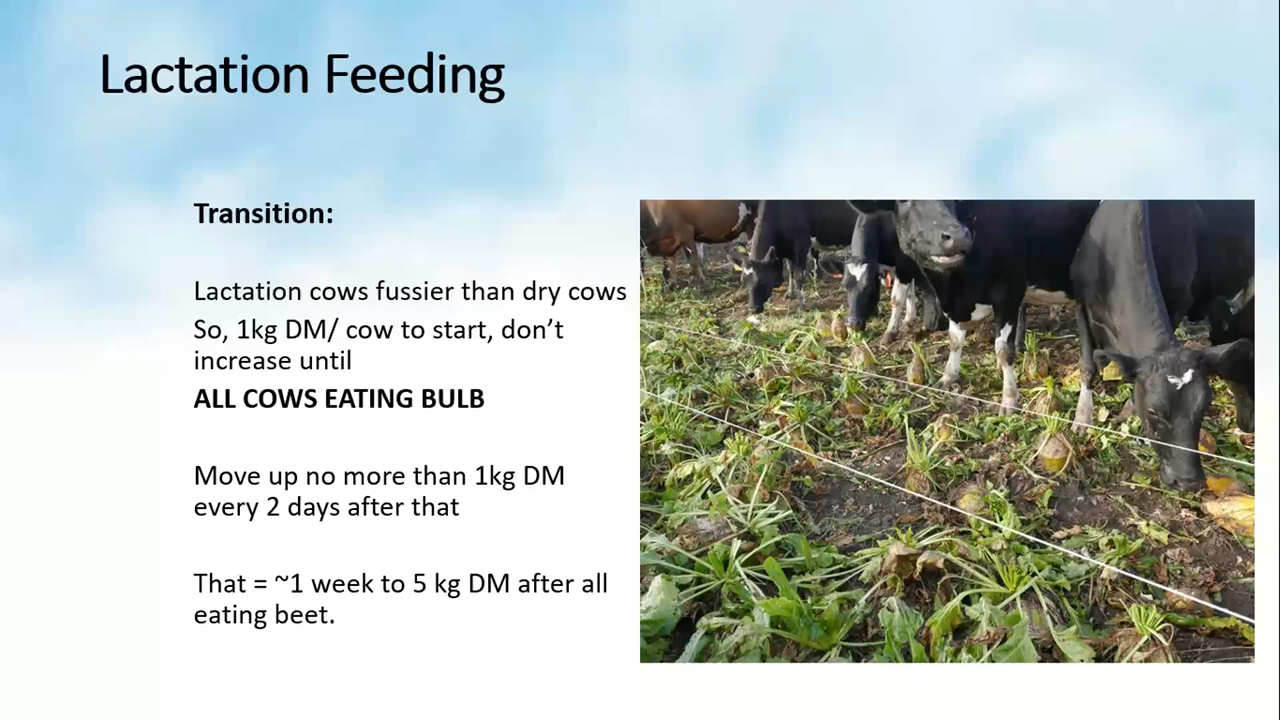 Lactation Feeding
Transition:
Lactation cows fussier than dry cows
So, 1kg DM/ cow to start, don’t
increase until
ALL COWS EATING BULB
Move up no more than 1kg DM
every 2 days after that
That = ~1 week to 5 kg DM after all
eating beet.